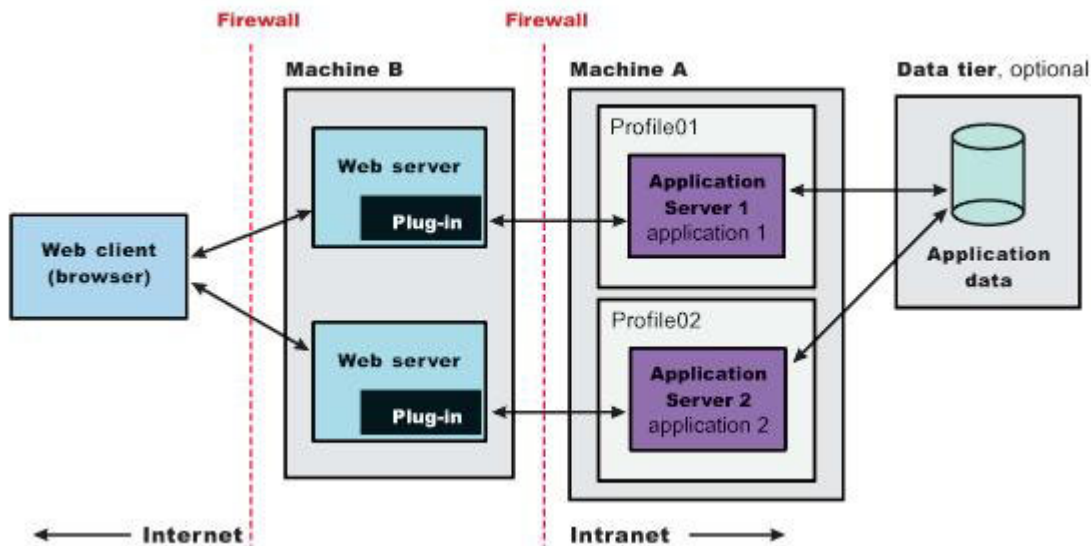 Firewall
Firewall
Machine B
Machine A
Data tier, optional
Profile01
Web server
Plug-in
Application
Server 1
application 1
Web client
(browser)
Application
data
Profile02
Web server
Plug-in
Application
Server 2
application 2
Internet
Intranet